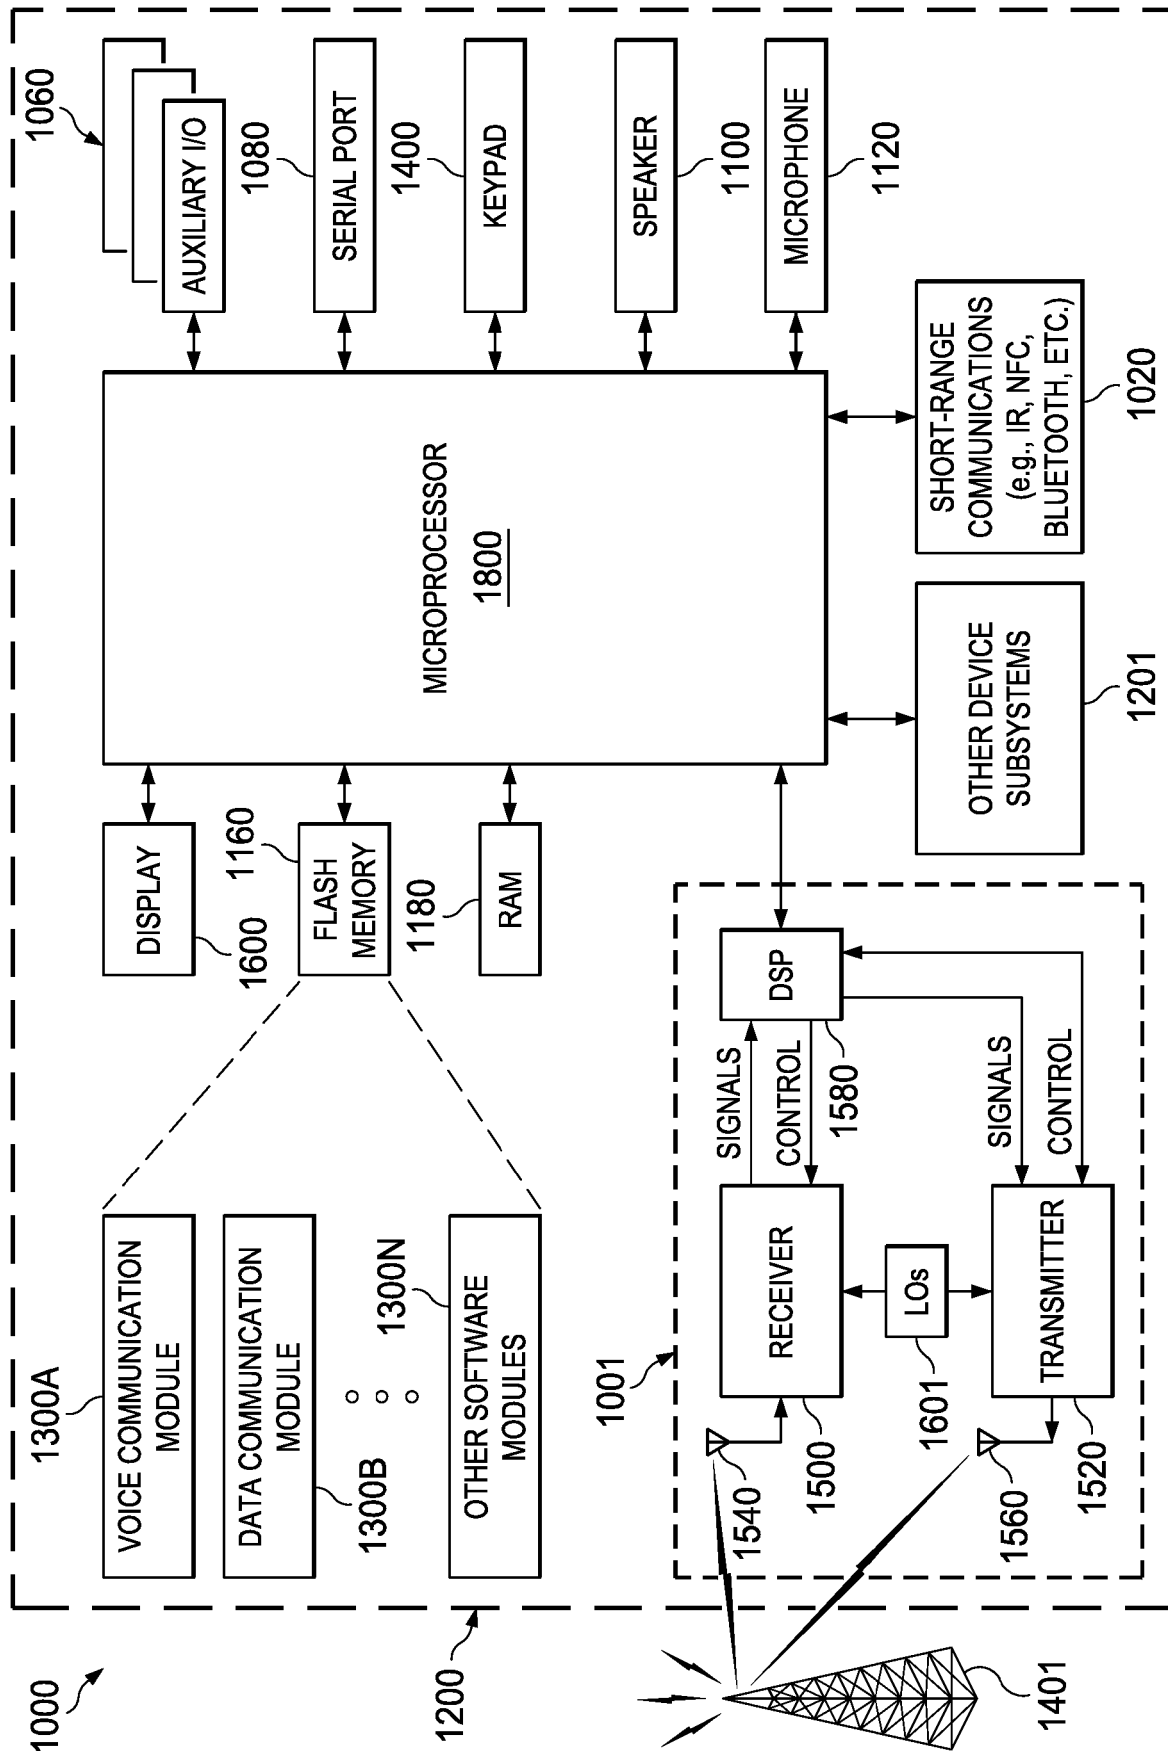 1000
1200
1300A
VOICE COMMUNICATION
MODULE
DATA COMMUNICATION
MODULE
1300B
1300N
OTHER SOFTWARE
MODULES
DISPLAY
1600
1160
FLASH
MEMORY
1180
RAM
MICROPROCESSOR
1800
1060
AUXILIARY I/O
1080
SERIAL PORT
1400
KEYPAD
SPEAKER
1100
MICROPHONE
1120
SHORT-RANGE
COMMUNICATIONS
(e.g., IR, NFC,
BLUETOOTH, ETC.)
1020
OTHER DEVICE
SUBSYSTEMS
1201
1001
1540
RECEIVER
1500
SIGNALS
CONTROL
DSP
1580
LOs
1601
SIGNALS
CONTROL
TRANSMITTER
1520
1560
1401